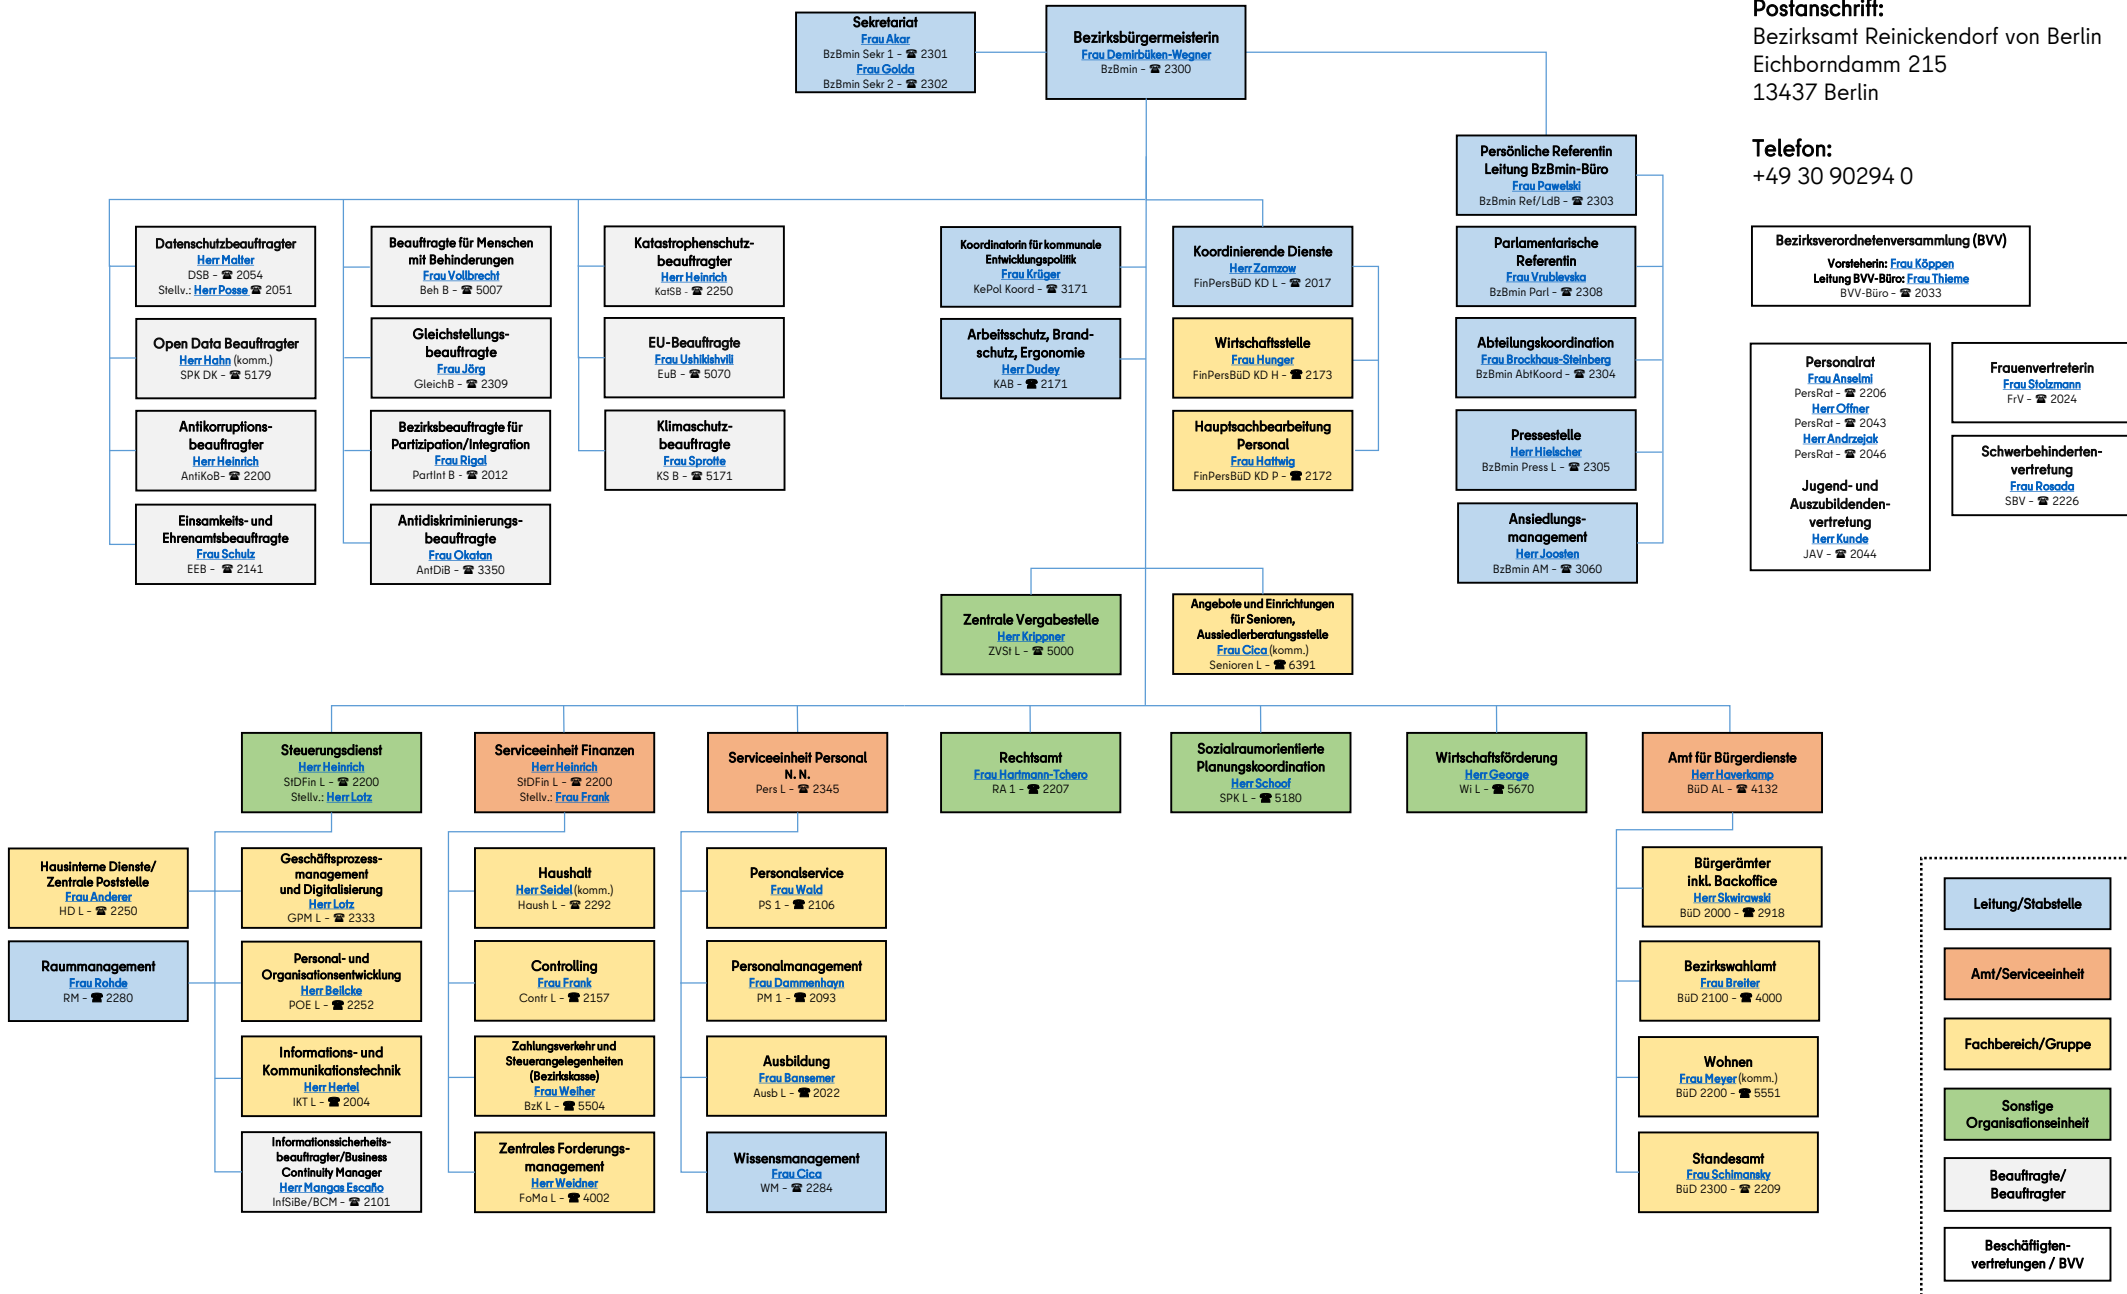 Sekretariat
Frau Akar
BzBmin Sekr 1 - ☎ 2301
Frau Golda
BzBmin Sekr 2 - ☎ 2302
Bezirksbürgermeisterin
Frau Demirbüken-Wegner
BzBmin - ☎ 2300
Postanschrift:
Bezirksamt Reinickendorf von Berlin
Eichborndamm 215
13437 Berlin
Telefon:
+49 30 90294 0
Persönliche Referentin
Leitung BzBmin-Büro
Frau Pawelski
BzBmin Ref/LdB - ☎ 2303
Datenschutzbeauftragter
Herr Malter
DSB - ☎ 2054
Stellv.: Herr Posse ☎ 2051
Beauftragte für Menschen
mit Behinderungen
Frau Vollbrecht
Beh B - ☎ 5007
Katastrophenschutz-
beauftragter
Herr Heinrich
KatSB - ☎ 2250
Koordinatorin für kommunale
Entwicklungspolitik
Frau Krüger
KePol Koord - ☎ 3171
Koordinierende Dienste
Herr Zamzow
FinPersBüD KD L - ☎ 2017
Parlamentarische
Referentin
Frau Vrublevska
BzBmin Parl - ☎ 2308
Bezirksverordnetenversammlung (BVV)
Vorsteherin: Frau Köppen
Leitung BVV-Büro: Frau Thieme
BVV-Büro - ☎ 2033
Open Data Beauftragter
Herr Hahn (komm.)
SPK DK - ☎ 5179
Gleichstellungs-
beauftragte
Frau Jörg
GleichB - ☎ 2309
EU-Beauftragte
Frau Ushikishvili
EuB - ☎ 5070
Arbeitsschutz, Brand-
schutz, Ergonomie
Herr Dudey
KAB - ☎ 2171
Wirtschaftsstelle
Frau Hunger
FinPersBüD KD H - ☎ 2173
Abteilungskoordination
Frau Brockhaus-Steinberg
BzBmin AbtKoord - ☎ 2304
Personalrat
Frau Anselmi
PersRat - ☎ 2206
Herr Offner
PersRat - ☎ 2043
Herr Andrzejak
PersRat - ☎ 2046
Jugend- und
Auszubildenden-
vertretung
Herr Kunde
JAV - ☎ 2044
Frauenvertreterin
Frau Stolzmann
FrV - ☎ 2024
Schwerbehinderten-
vertretung
Frau Rosada
SBV - ☎ 2226
Antikorruptions-
beauftragter
Herr Heinrich
AntiKoB- ☎ 2200
Bezirksbeauftragte für
Partizipation/Integration
Frau Rigal
PartInt B - ☎ 2012
Klimaschutz-
beauftragte
Frau Sprotte
KS B - ☎ 5171
Hauptsachbearbeitung
Personal
Frau Hattwig
FinPersBüD KD P - ☎ 2172
Pressestelle
Herr Hielscher
BzBmin Press L - ☎ 2305
Einsamkeits- und
Ehrenamtsbeauftragte
Frau Schulz
EEB - ☎ 2141
Antidiskriminierungs-
beauftragte
Frau Okatan
AntDiB - ☎ 3350
Ansiedlungs-
management
Herr Joosten
BzBmin AM - ☎ 3060
Zentrale Vergabestelle
Herr Krippner
ZVSt L - ☎ 5000
Angebote und Einrichtungen
für Senioren,
Aussiedlerberatungsstelle
Frau Cica (komm.)
Senioren L - ☎ 6391
Steuerungsdienst
Herr Heinrich
StDFin L - ☎ 2200
Stellv.: Herr Lotz
Serviceeinheit Finanzen
Herr Heinrich
StDFin L - ☎ 2200
Stellv.: Frau Frank
Serviceeinheit Personal
N. N.
Pers L - ☎ 2345
Rechtsamt
Frau Hartmann-Tchero
RA 1 - ☎ 2207
Sozialraumorientierte
Planungskoordination
Herr Schoof
SPK L - ☎ 5180
Wirtschaftsförderung
Herr George
Wi L - ☎ 5670
Amt für Bürgerdienste
Herr Haverkamp
BüD AL - ☎ 4132
Hausinterne Dienste/
Zentrale Poststelle
Frau Anderer
HD L - ☎ 2250
Geschäftsprozess-
management
und Digitalisierung
Herr Lotz
GPM L - ☎ 2333
Haushalt
Herr Seidel (komm.)
Haush L - ☎ 2292
Personalservice
Frau Wald
PS 1 - ☎ 2106
Bürgerämter
inkl. Backoffice
Herr Skwirawski
BüD 2000 - ☎ 2918
Raummanagement
Frau Rohde
RM - ☎ 2280
Personal- und
Organisationsentwicklung
Herr Beilcke
POE L - ☎ 2252
Controlling
Frau Frank
Contr L - ☎ 2157
Personalmanagement
Frau Dammenhayn
PM 1 - ☎ 2093
Bezirkswahlamt
Frau Breiter
BüD 2100 - ☎ 4000
Informations- und
Kommunikationstechnik
Herr Hertel
IKT L - ☎ 2004
Zahlungsverkehr und
Steuerangelegenheiten
(Bezirkskasse)
Frau Weiher
BzK L - ☎ 5504
Ausbildung
Frau Bansemer
Ausb L - ☎ 2022
Wohnen
Frau Meyer (komm.)
BüD 2200 - ☎ 5551
Informationssicherheits-
beauftragter/Business
Continuity Manager
Herr Mangas Escaño
InfSiBe/BCM - ☎ 2101
Zentrales Forderungs-
management
Herr Weidner
FoMa L - ☎ 4002
Wissensmanagement
Frau Cica
WM - ☎ 2284
Standesamt
Frau Schimansky
BüD 2300 - ☎ 2209
Leitung/Stabstelle
Amt/Serviceeinheit
Fachbereich/Gruppe
Sonstige
Organisationseinheit
Beauftragte/
Beauftragter
Beschäftigten-
vertretungen / BVV